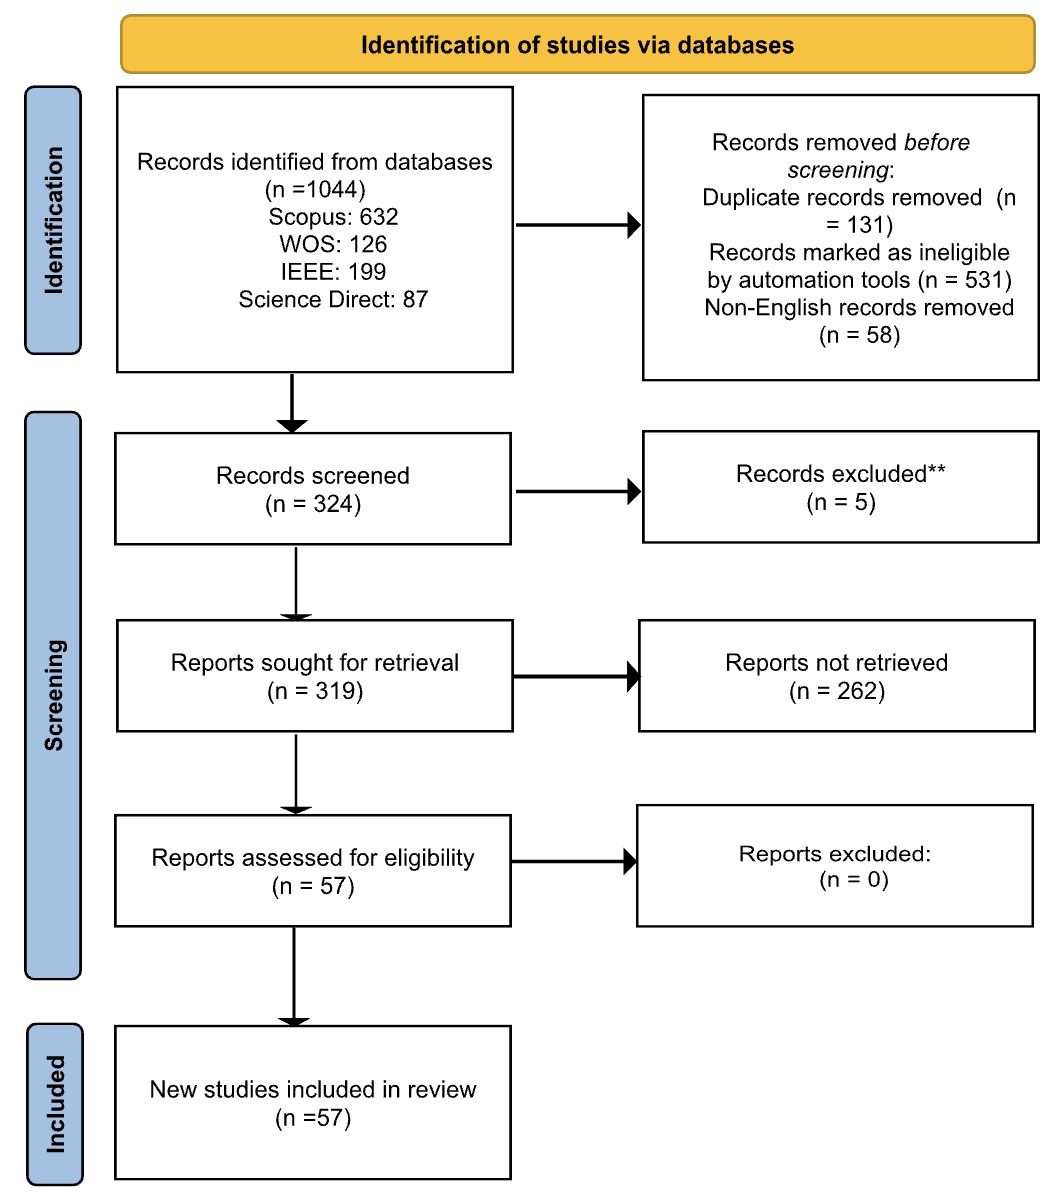 Identification of studies via databases
Identification
Records identified from databases
(n =1044)
Scopus: 632
WOS: 126
IEEE: 199
Science Direct: 87
Records removed before
screening:
Duplicate records removed (n
= 131)
Records marked as ineligible
by automation tools (n = 531)
Non-English records removed
(n = 58)
Screening
Records screened
(n = 324)
Records excluded**
(n = 5)
Reports sought for retrieval
(n = 319)
Reports not retrieved
(n = 262)
Reports assessed for eligibility
(n = 57)
Reports excluded:
(n = 0)
Included
New studies included in review
(n =57)